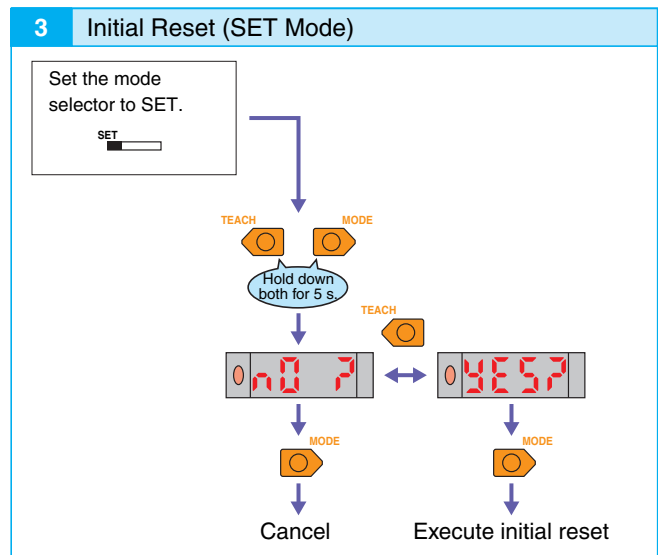 3 Initial Reset (SET Mode)
Set the mode
selector to SET.
SET
TEACH MODE
Hold down
both for 5 s.
TEACH
nO ? YES?
MODE MODE
Cancel Execute initial reset